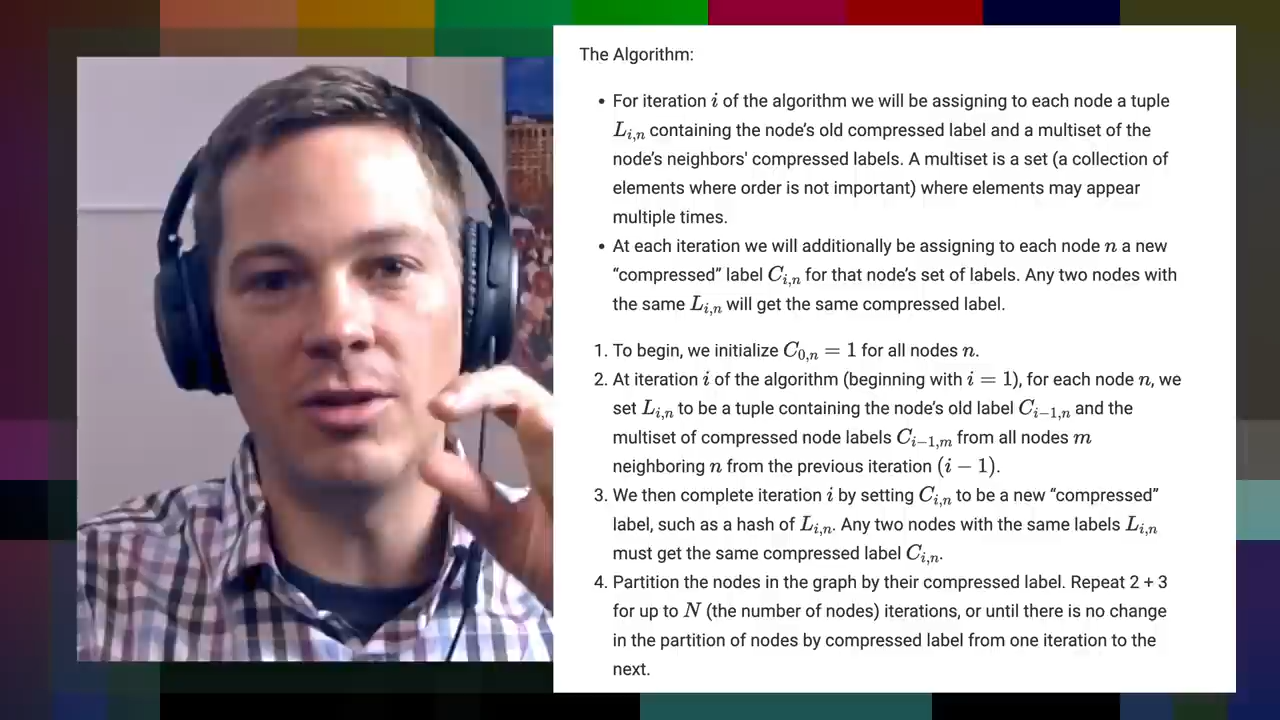 The Algorithm:
• For iteration i of the algorithm we will be assigning to each node a tuple
L_{i,n} containing the node’s old compressed label and a multiset of the
node’s neighbors' compressed labels. A multiset is a set (a collection of
elements where order is not important) where elements may appear
multiple times.
• At each iteration we will additionally be assigning to each node n a new
“compressed” label C_{i,n} for that node’s set of labels. Any two nodes with
the same L_{i,n} will get the same compressed label.
1. To begin, we initialize C_{0,n} = 1 for all nodes n.
2. At iteration i of the algorithm (beginning with i = 1), for each node n, we
set L_{i,n} to be a tuple containing the node’s old label C_{i−1,n} and the
multiset of compressed node labels C_{i−1,m} from all nodes m
neighboring n from the previous iteration (i − 1).
3. We then complete iteration i by setting C_{i,n} to be a new “compressed”
label, such as a hash of L_{i,n}. Any two nodes with the same labels L_{i,n}
must get the same compressed label C_{i,n}.
4. Partition the nodes in the graph by their compressed label. Repeat 2 + 3
for up to N (the number of nodes) iterations, or until there is no change
in the partition of nodes by compressed label from one iteration to the
next.